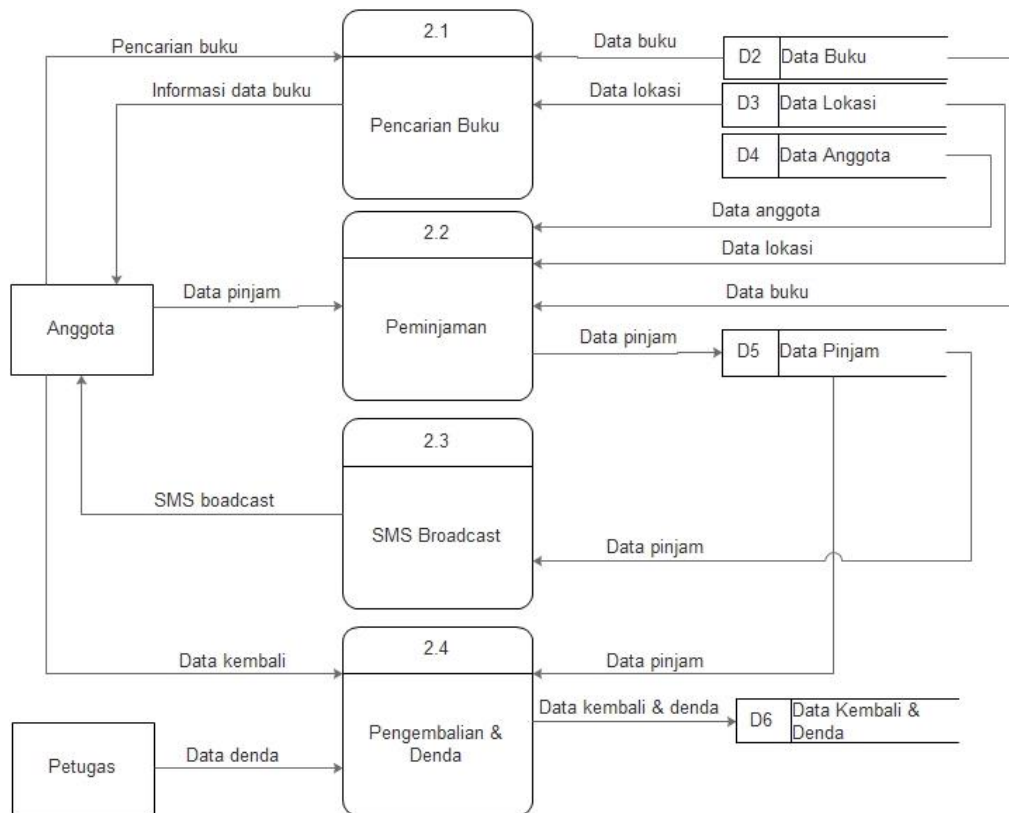 2.1
Pencarian buku
Data buku
D2 Data Buku
Informasi data buku
Data lokasi
D3 Data Lokasi
Pencarian Buku
D4 Data Anggota
Data anggota
2.2
Data lokasi
Data pinjam
Data buku
Anggota
Peminjaman
Data pinjam
D5 Data Pinjam
2.3
SMS boadcast
SMS Broadcast
Data pinjam
2.4
Data kembali
Data pinjam
Data kembali & denda
D6 Data Kembali &
Denda
Pengembalian &
Denda
Petugas
Data denda